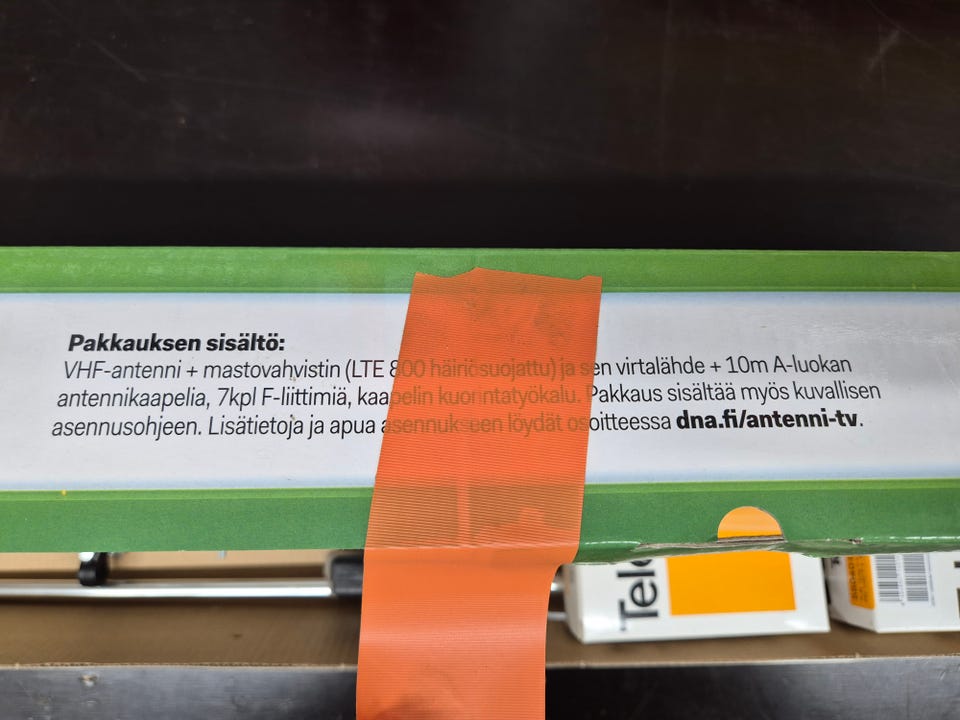 Pakkauksen sisältö:
VHF-antenni + mastovahvistin (LTE 800 häiriösuojattu) ja sen virtalähde + 10m A-luokan
antennikaapelia, 7kpl F-liittimiä, kaapelin kuorintatyökalu. Pakkaus sisältää myös kuvallisen
asennusohjeen. Lisätietoja ja apua asennukseen löydät osoitteessa dna.fi/antenni-tv.